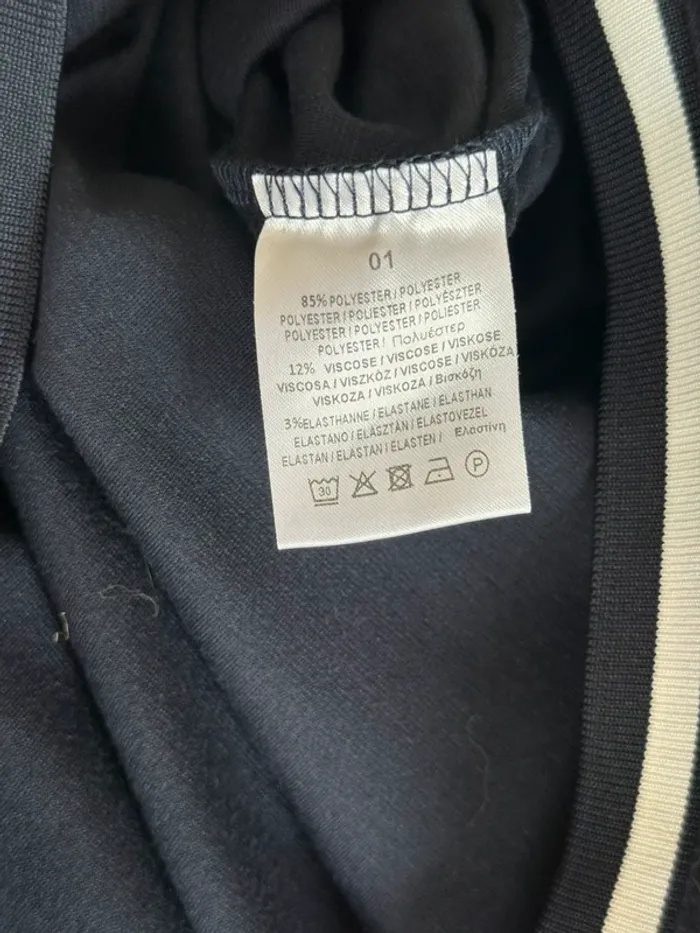 01
85% POLYESTER / POLYESTER
POLYESTER / POLIESTER / POLYÉSZTER
POLYESTER / POLYESTER / POLIESTER
POLYESTER / Πολυέστερ
12% VISCOSE / VISCOSE / VISKOSE
VISCOSA / VISZKÓZ / VISCOSE / VISKÓZA
VISKOZA / VISKOZA / Βισκόζη
3%ELASTHANNE / ELASTANE / ELASTHAN
ELASTANO / ELASZTÁN / ELASTOVEZEL
ELASTAN / ELASTAN / ELASTEN / Ελαστίνη
30 P